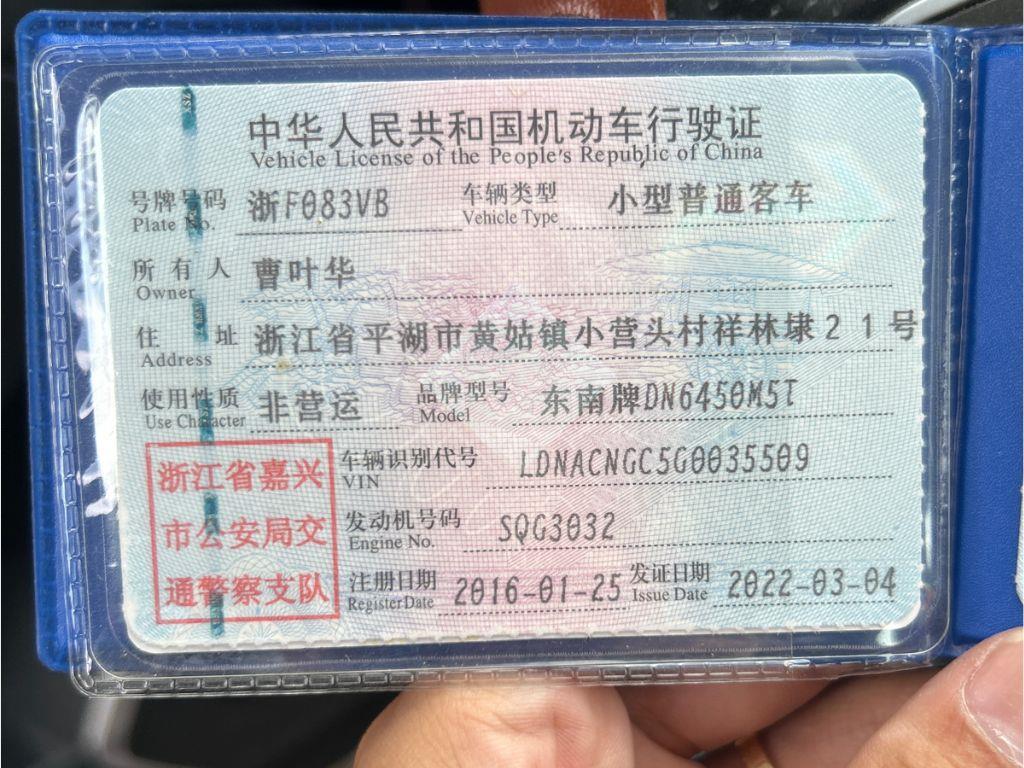 中华人民共和国机动车行驶证
Vehicle License of the People's Republic of China
号牌号码 浙F083VB 车辆类型 小型普通客车
Plate No. Vehicle Type
所有人 曹叶华
Owner
住址 浙江省平湖市黄姑镇小营头村祥林埭21号
Address
使用性质 非营运 品牌型号 东南牌DN6450M5T
Use Character Model
浙江省嘉兴
市公安局交
通警察支队
车辆识别代号 LDNACNGC5G0035509
VIN
发动机号码 SQG3032
Engine No.
注册日期 2016-01-25 发证日期 2022-03-04
Register Date Issue Date